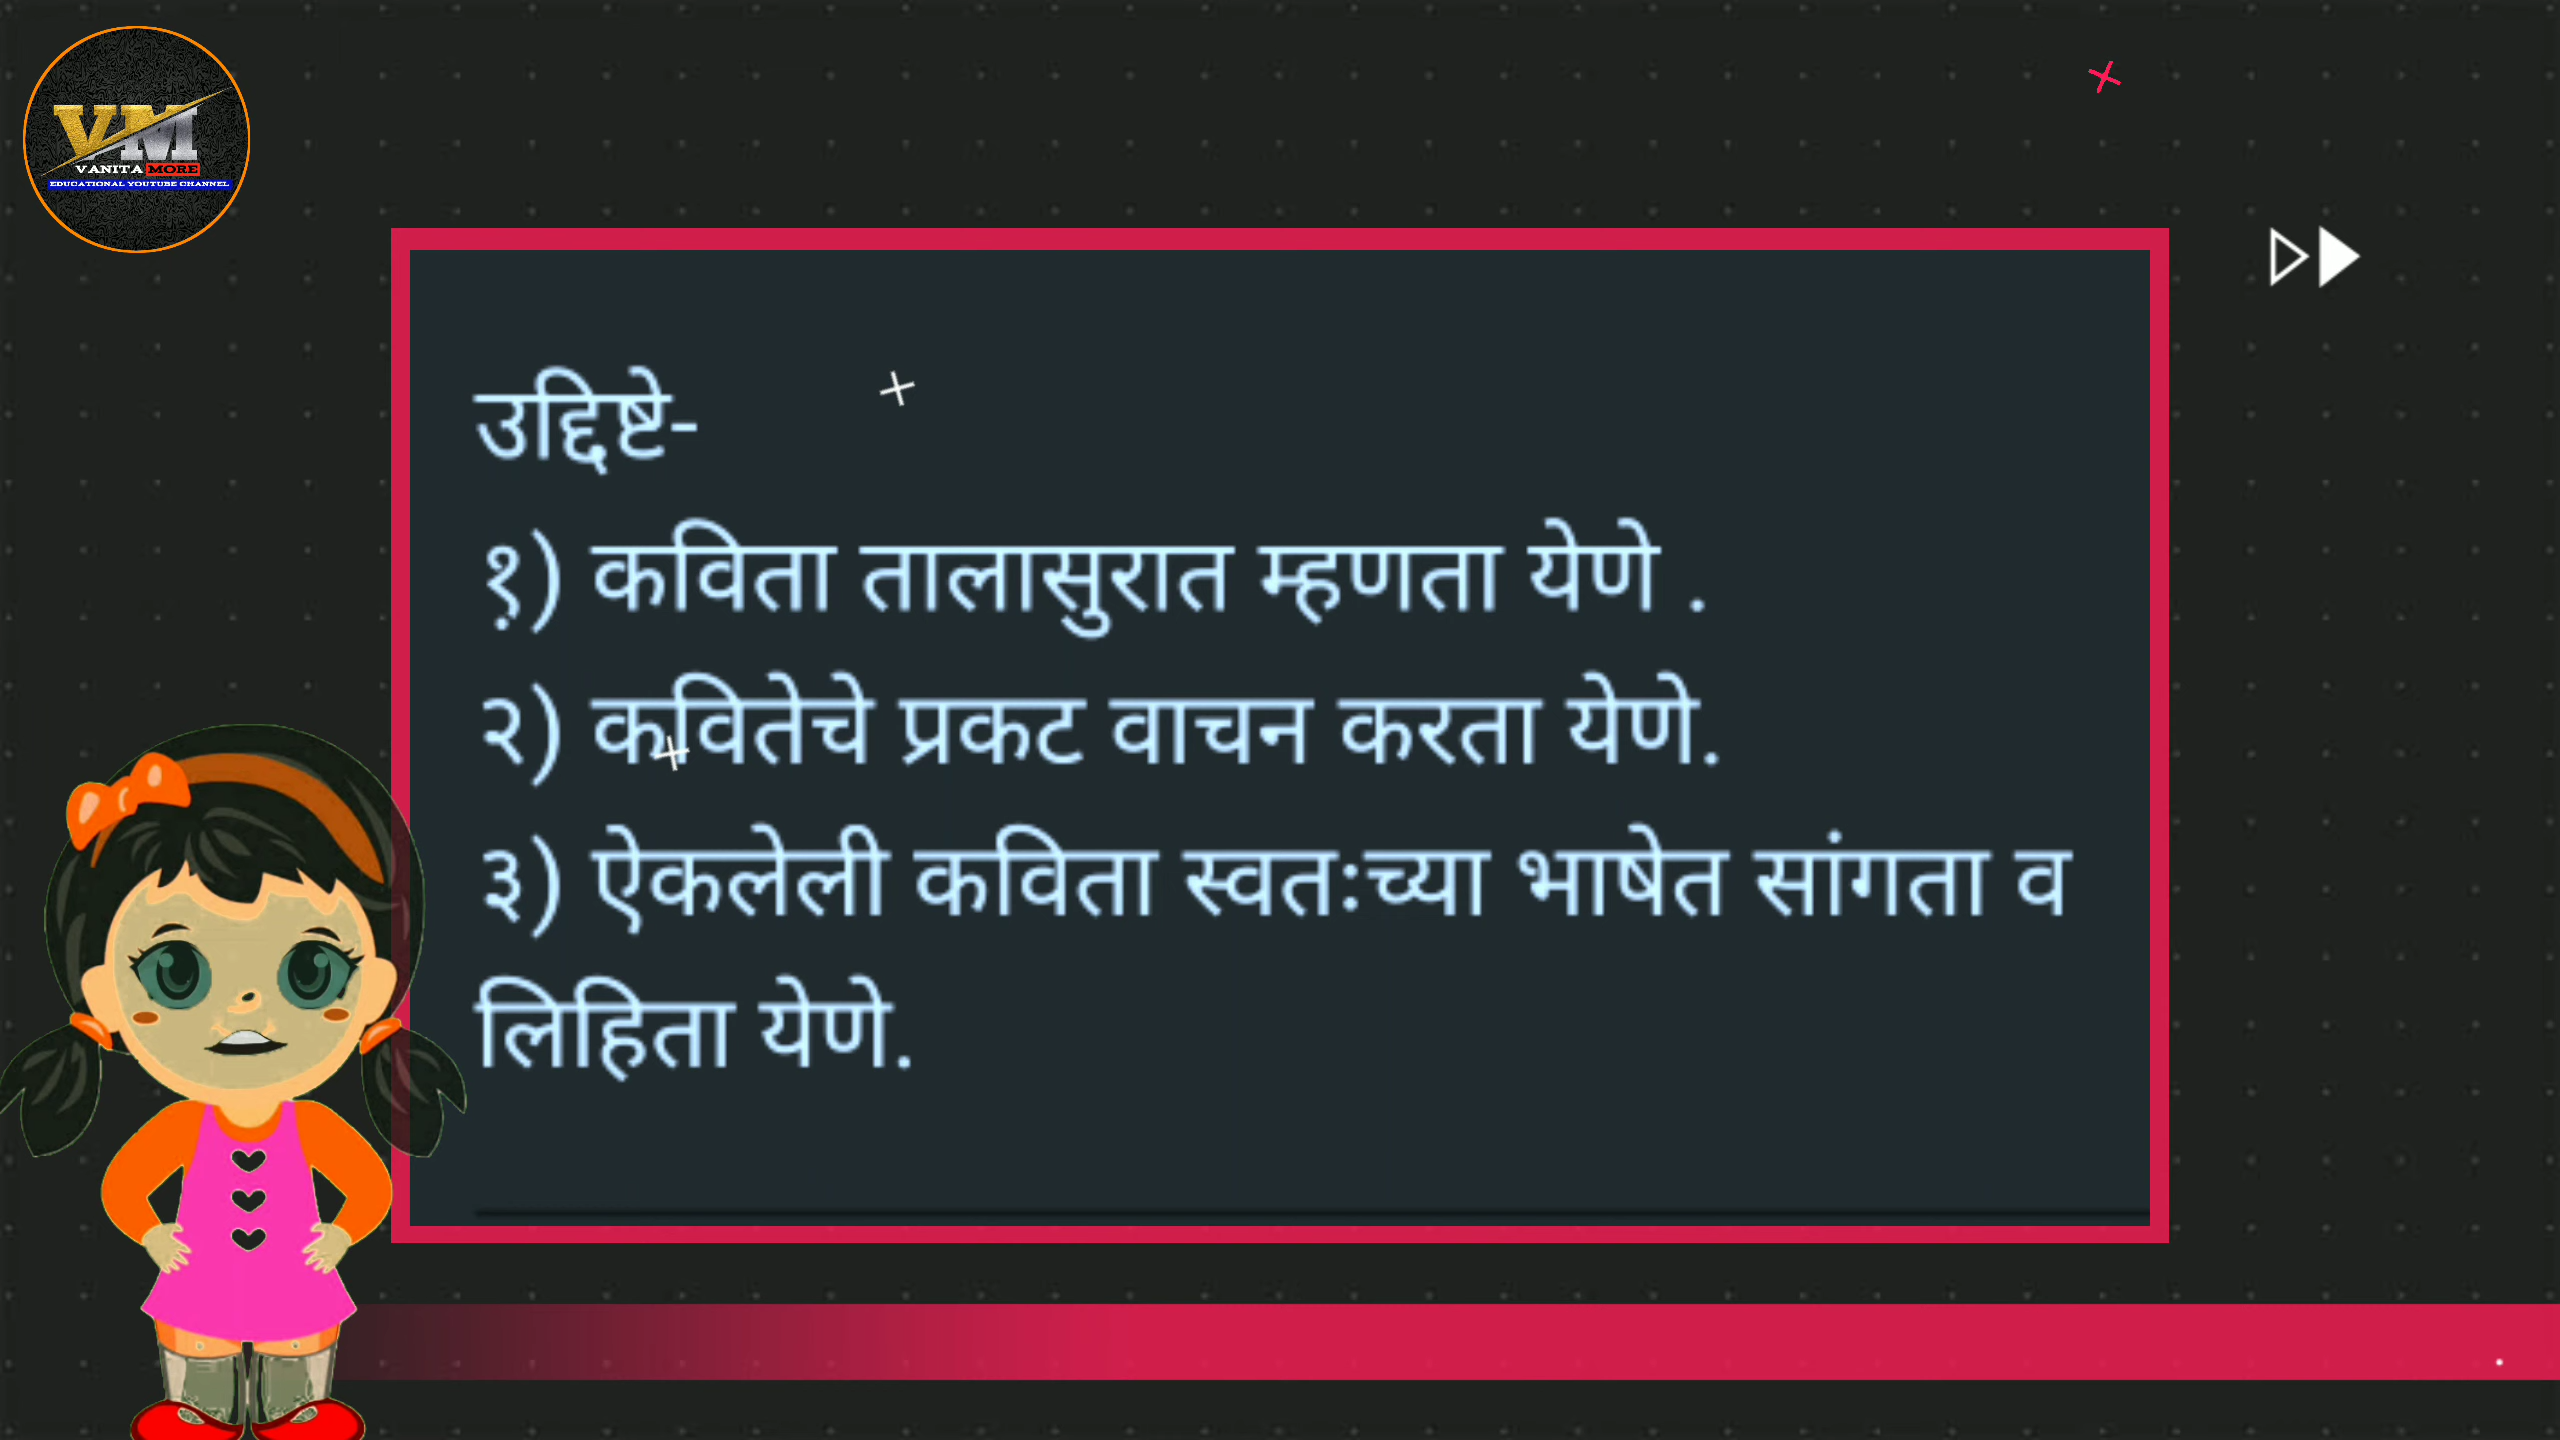 VM
VANITA MORE
EDUCATIONAL YOUTUBE CHANNEL
उद्दिष्टे-
१) कविता तालासुरात म्हणता येणे .
२) कवितेचे प्रकट वाचन करता येणे.
३) ऐकलेली कविता स्वतःच्या भाषेत सांगता व
लिहिता येणे.